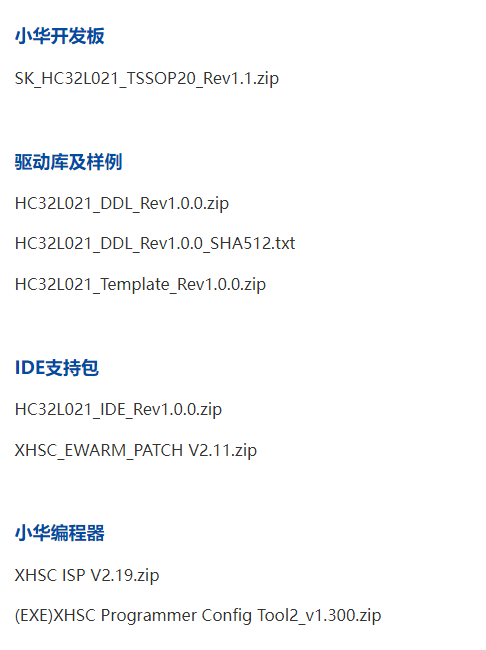 小华开发板
SK_HC32L021_TSSOP20_Rev1.1.zip
驱动库及样例
HC32L021_DDL_Rev1.0.0.zip
HC32L021_DDL_Rev1.0.0_SHA512.txt
HC32L021_Template_Rev1.0.0.zip
IDE支持包
HC32L021_IDE_Rev1.0.0.zip
XHSC_EWARM_PATCH V2.11.zip
小华编程器
XHSC ISP V2.19.zip
(EXE)XHSC Programmer Config Tool2_v1.300.zip